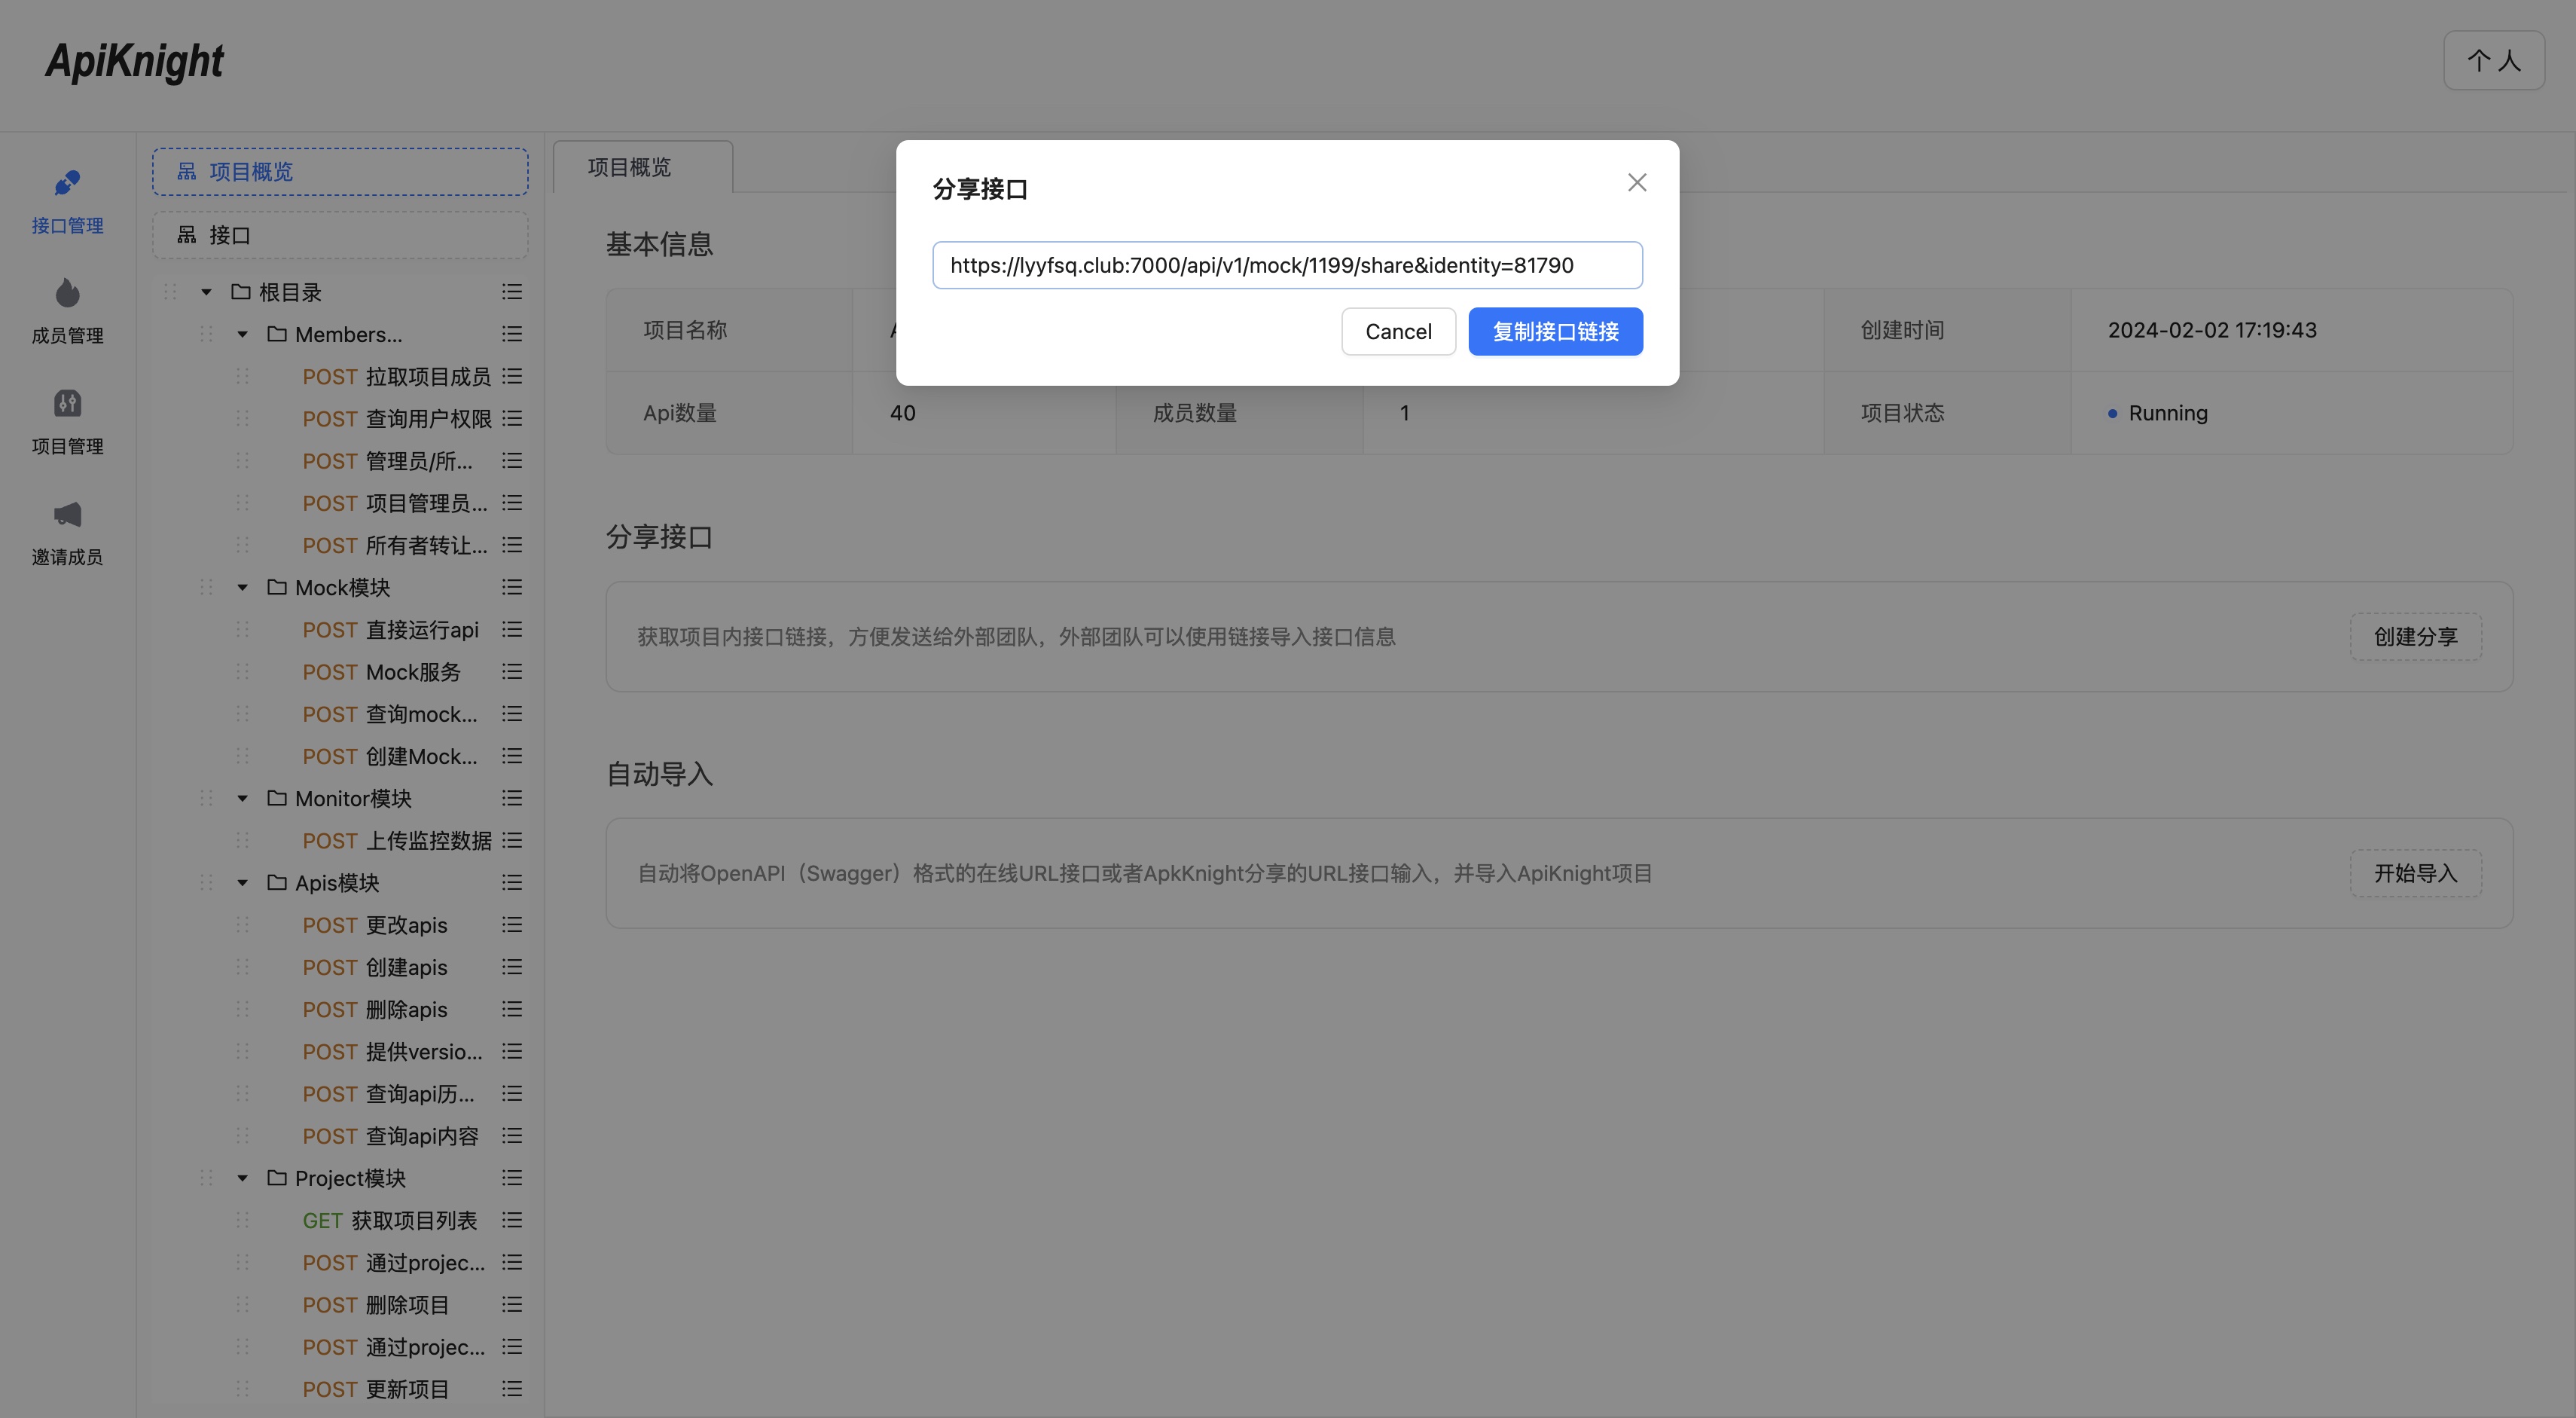 ApiKnight
个人
接口管理
成员管理
项目管理
邀请成员
项目概览
接口
根目录
Members...
POST 拉取项目成员
POST 查询用户权限
POST 管理员/所...
POST 项目管理员...
POST 所有者转让...
Mock模块
POST 直接运行api
POST Mock服务
POST 查询mock...
POST 创建Mock...
Monitor模块
POST 上传监控数据
Apis模块
POST 更改apis
POST 创建apis
POST 删除apis
POST 提供versio...
POST 查询api历...
POST 查询api内容
Project模块
GET 获取项目列表
POST 通过projec...
POST 删除项目
POST 通过projec...
POST 更新项目
项目概览
分享接口
https://lyyfsq.club:7000/api/v1/mock/1199/share&identity=81790
Cancel
复制接口链接
基本信息
项目名称
创建时间 2024-02-02 17:19:43
Api数量 40 成员数量 1 项目状态 Running
分享接口
获取项目内接口链接，方便发送给外部团队，外部团队可以使用链接导入接口信息
创建分享
自动导入
自动将OpenAPI（Swagger）格式的在线URL接口或者ApkKnight分享的URL接口输入，并导入ApiKnight项目
开始导入